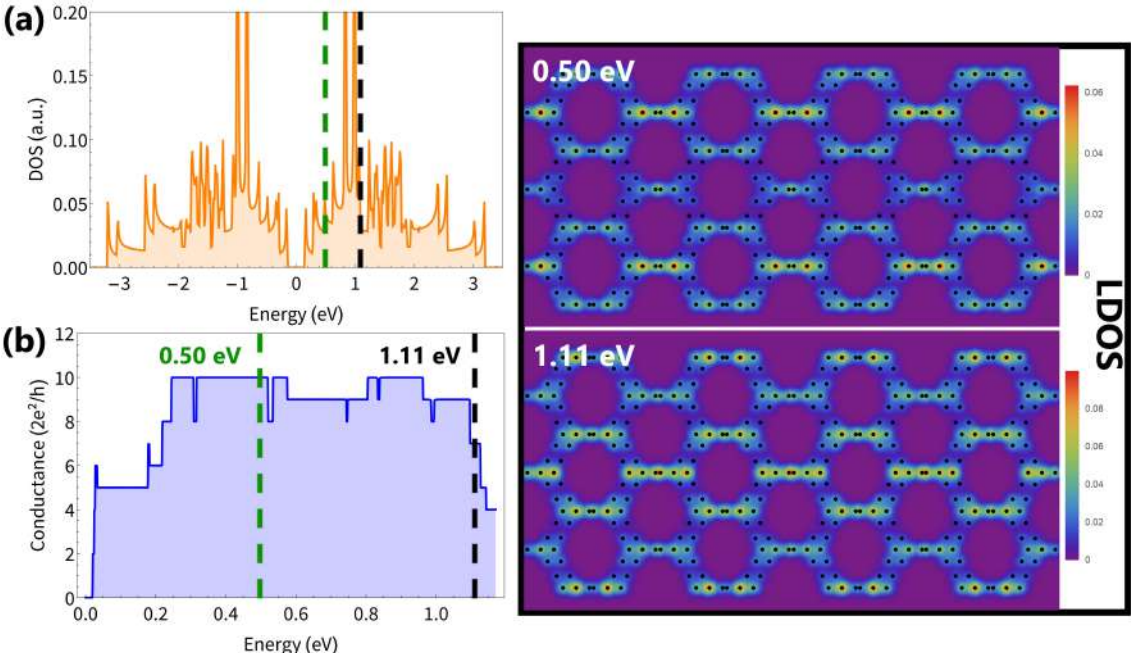 (a)
DOS (a.u.)
0.20
0.15
0.10
0.05
0.00
−3 −2 −1 0 1 2 3
Energy (eV)
(b)
Conductance (2e²/h)
12
10
8
6
4
2
0
0.50 eV
1.11 eV
0.0 0.2 0.4 0.6 0.8 1.0
Energy (eV)
0.50 eV
0.06
0.04
0.02
0
1.11 eV
0.08
0.06
0.04
0.02
0
LDOS